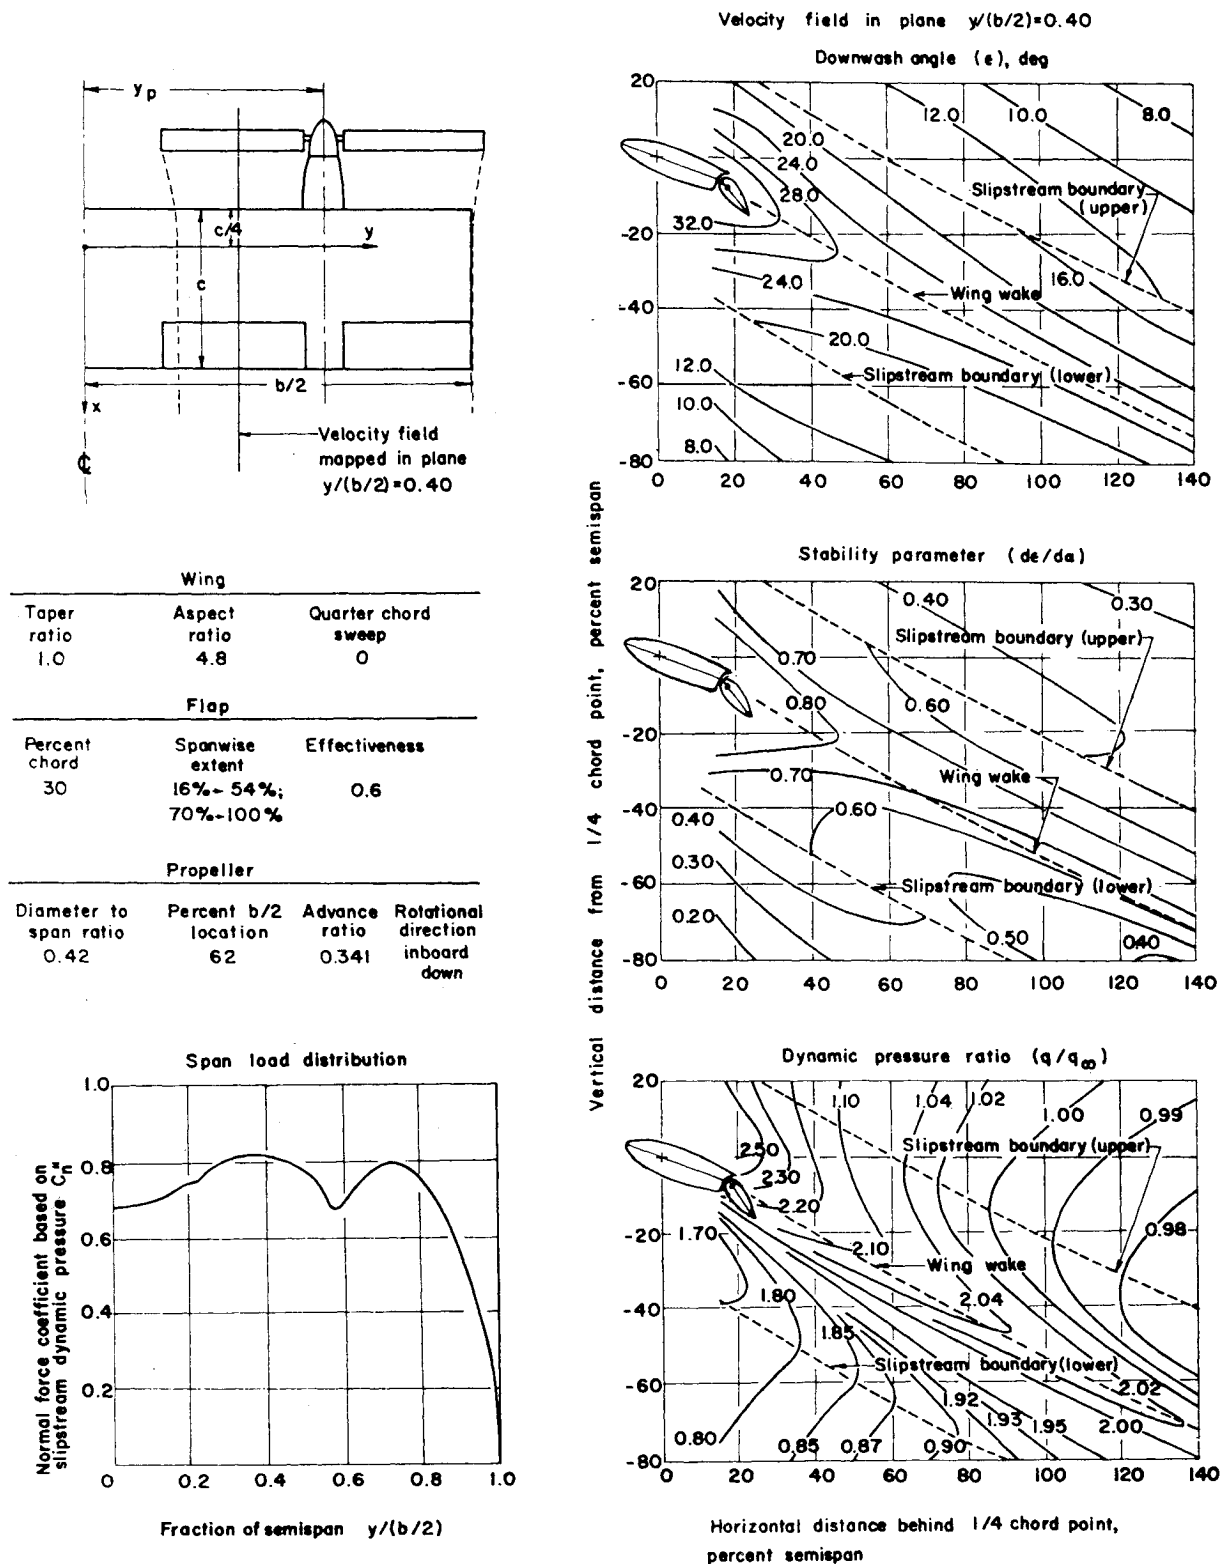 Velocity field in plane y/(b/2)=0.40
Downwash angle (ε), deg
y_p
c/4
y
c
b/2
x
℄
Velocity field
mapped in plane
y/(b/2)=0.40
20
0
-20
-40
-60
-80
0 20 40 60 80 100 120 140
12.0 10.0 8.0
20.0
24.0
28.0
Slipstream boundary
(upper)
32.0
24.0
16.0
Wing wake
20.0
12.0
Slipstream boundary (lower)
10.0
8.0
Wing
Taper ratio Aspect ratio Quarter chord sweep
1.0 4.8 0
Flap
Percent chord Spanwise extent Effectiveness
30 16%- 54%; 0.6
70%-100%
Propeller
Diameter to span ratio Percent b/2 location Advance ratio Rotational direction
0.42 62 0.341 inboard down
Vertical distance from 1/4 chord point, percent semispan
Stability parameter (dε/dα)
20
0
-20
-40
-60
-80
0 20 40 60 80 100 120 140
0.40 0.30
Slipstream boundary (upper)
0.70
0.80
0.60
0.70
Wing wake
0.40
0.60
0.30
Slipstream boundary (lower)
0.20
0.50
0.40
Span load distribution
Normal force coefficient based on
slipstream dynamic pressure C_n"
1.0
0.8
0.6
0.4
0.2
0 0.2 0.4 0.6 0.8 1.0
Fraction of semispan y/(b/2)
Dynamic pressure ratio (q/q∞)
20
0
-20
-40
-60
-80
0 20 40 60 80 100 120 140
1.10 1.04 1.02 1.00 0.99
2.50
Slipstream boundary (upper)
2.30
2.20
1.70
2.10
0.98
Wing wake
1.80
2.04
1.85
Slipstream boundary (lower)
1.92
2.02
1.93
1.95
2.00
0.80 0.85 0.87 0.90
Horizontal distance behind 1/4 chord point,
percent semispan